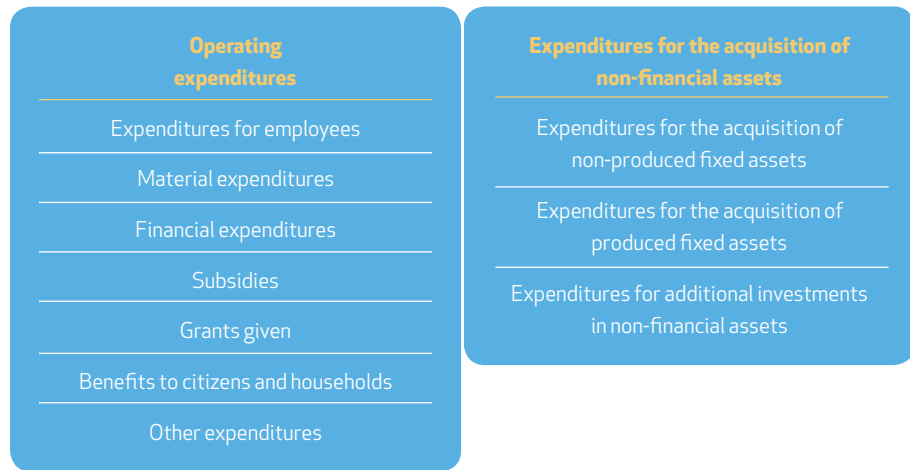 Operating
expenditures
Expenditures for employees
Material expenditures
Financial expenditures
Subsidies
Grants given
Benefits to citizens and households
Other expenditures
Expenditures for the acquisition of
non-financial assets
Expenditures for the acquisition of
non-produced fixed assets
Expenditures for the acquisition of
produced fixed assets
Expenditures for additional investments
in non-financial assets